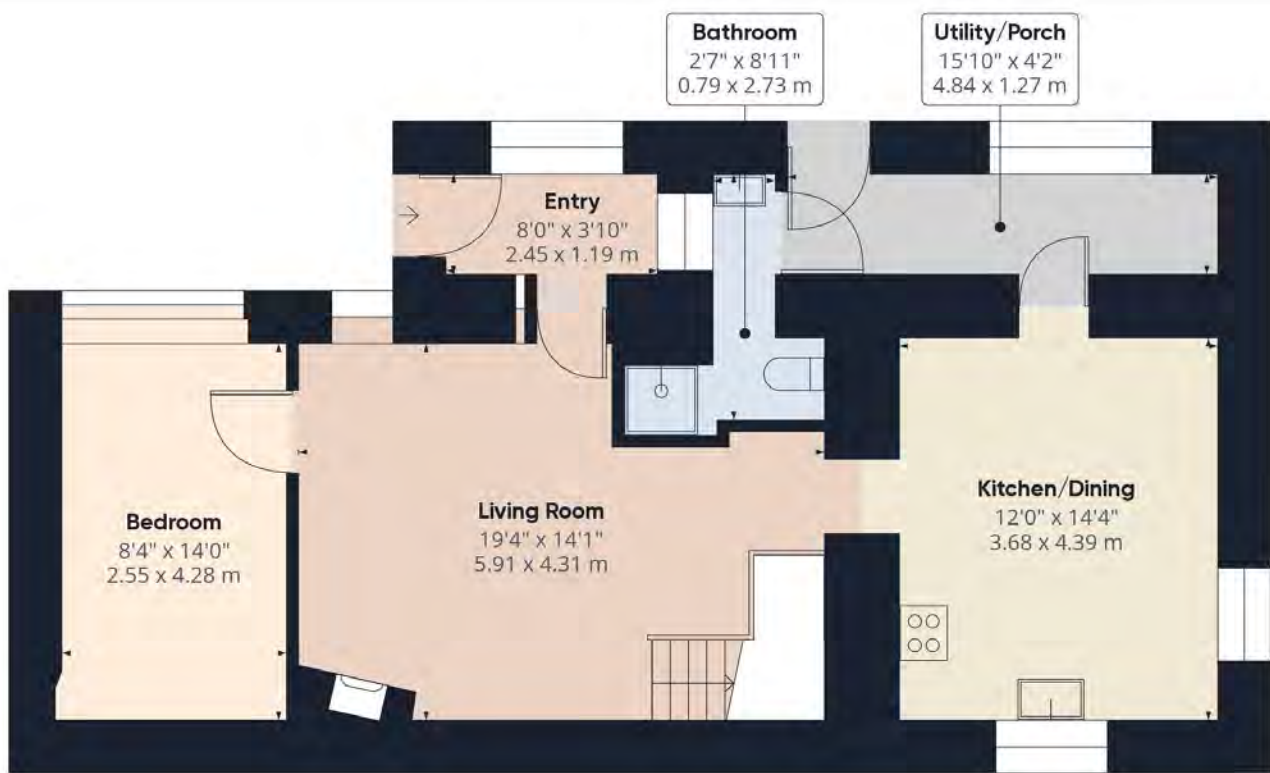 Bathroom
2'7" x 8'11"
0.79 x 2.73 m
Utility/Porch
15'10" x 4'2"
4.84 x 1.27 m
Entry
8'0" x 3'10"
2.45 x 1.19 m
Bedroom
8'4" x 14'0"
2.55 x 4.28 m
Living Room
19'4" x 14'1"
5.91 x 4.31 m
Kitchen/Dining
12'0" x 14'4"
3.68 x 4.39 m